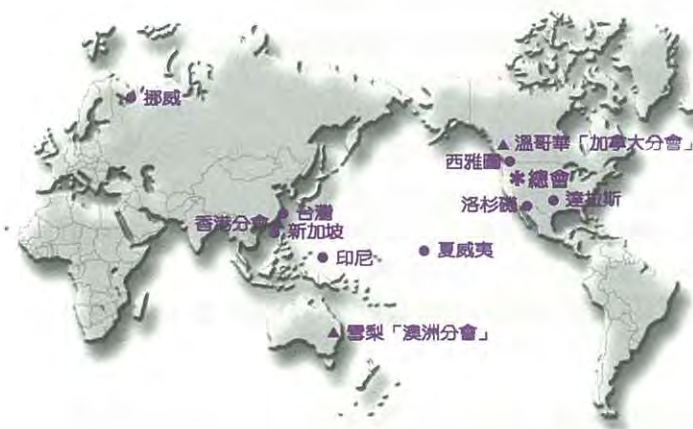 挪威
▲ 溫哥華「加拿大分會」
西雅圖
*總會
洛杉磯
達拉斯
台灣
香港分會
新加坡
印尼
夏威夷
▲ 雪梨「澳洲分會」